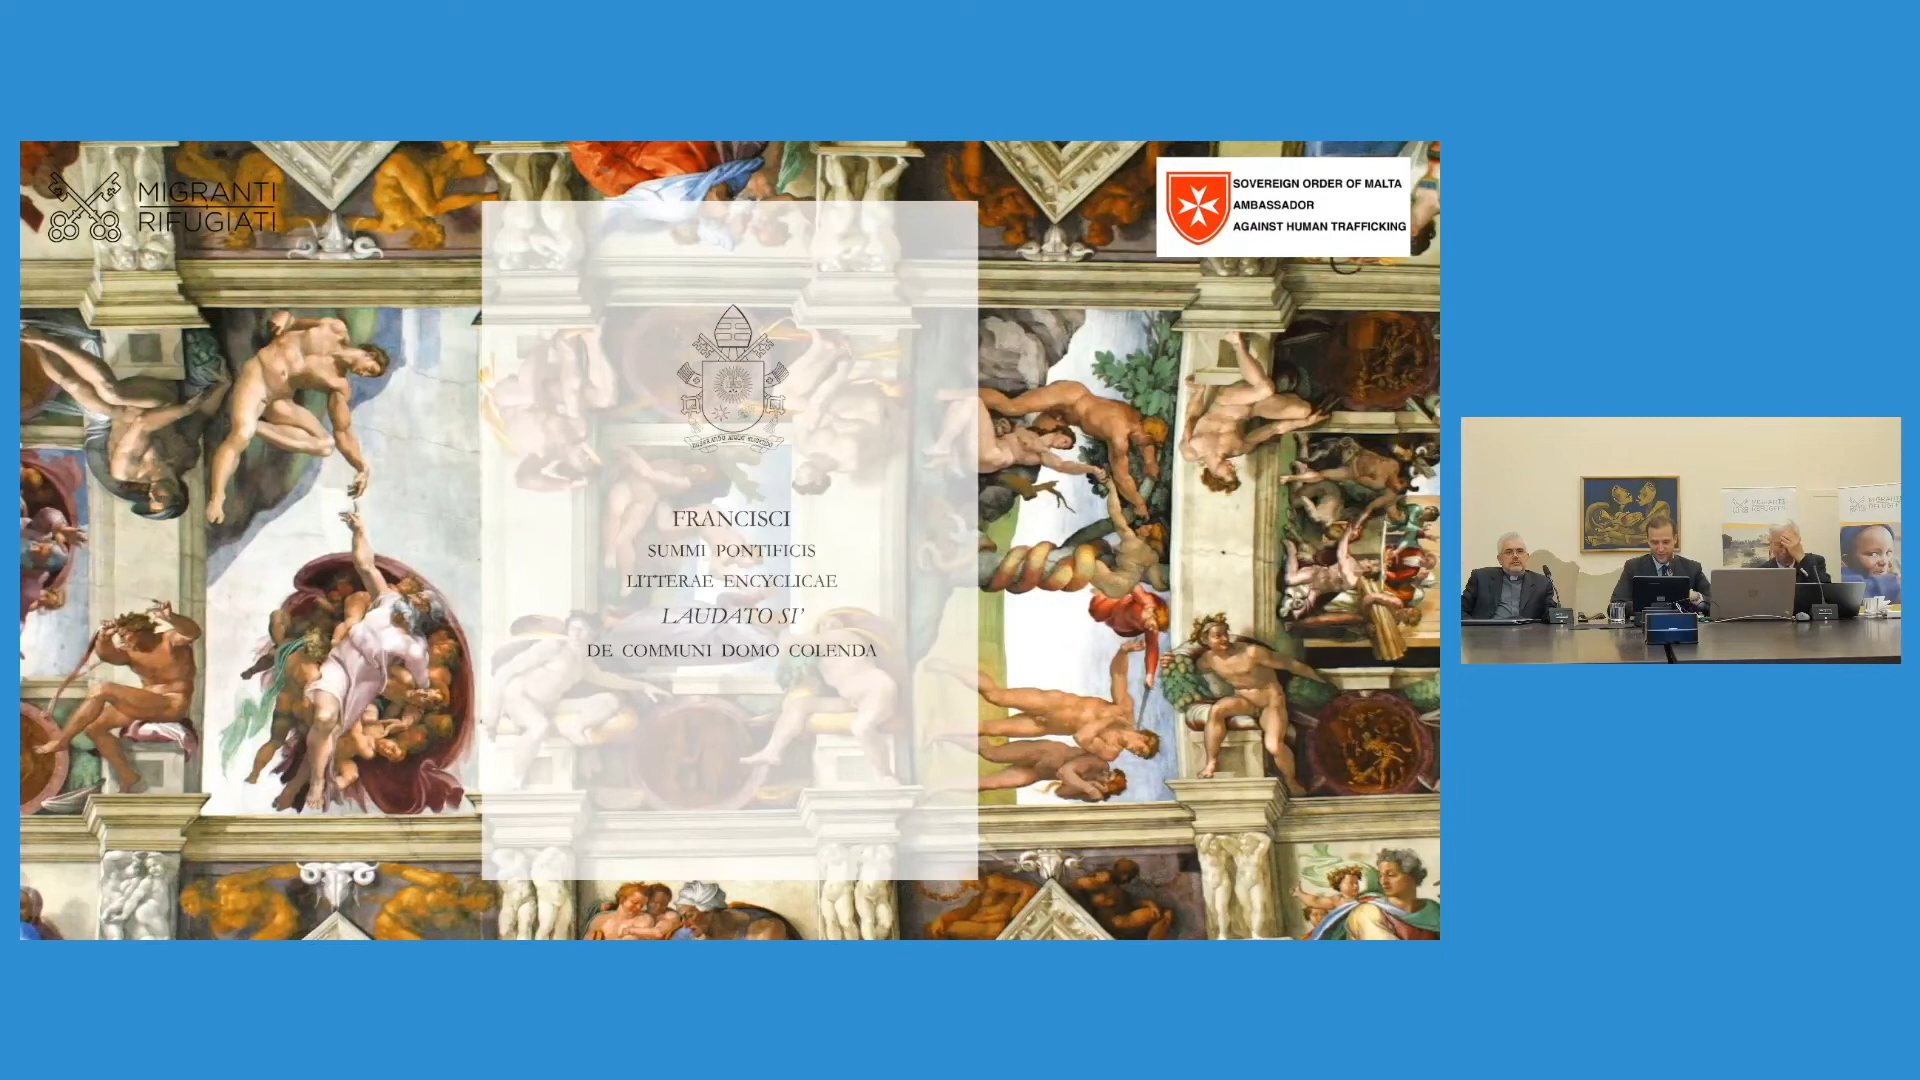 MIGRANTI
RIFUGIATI
SOVEREIGN ORDER OF MALTA
AMBASSADOR
AGAINST HUMAN TRAFFICKING
FRANCISCI
SUMMI PONTIFICIS
LITTERAE ENCYCLICAE
LAUDATO SI’
DE COMMUNI DOMO COLENDA